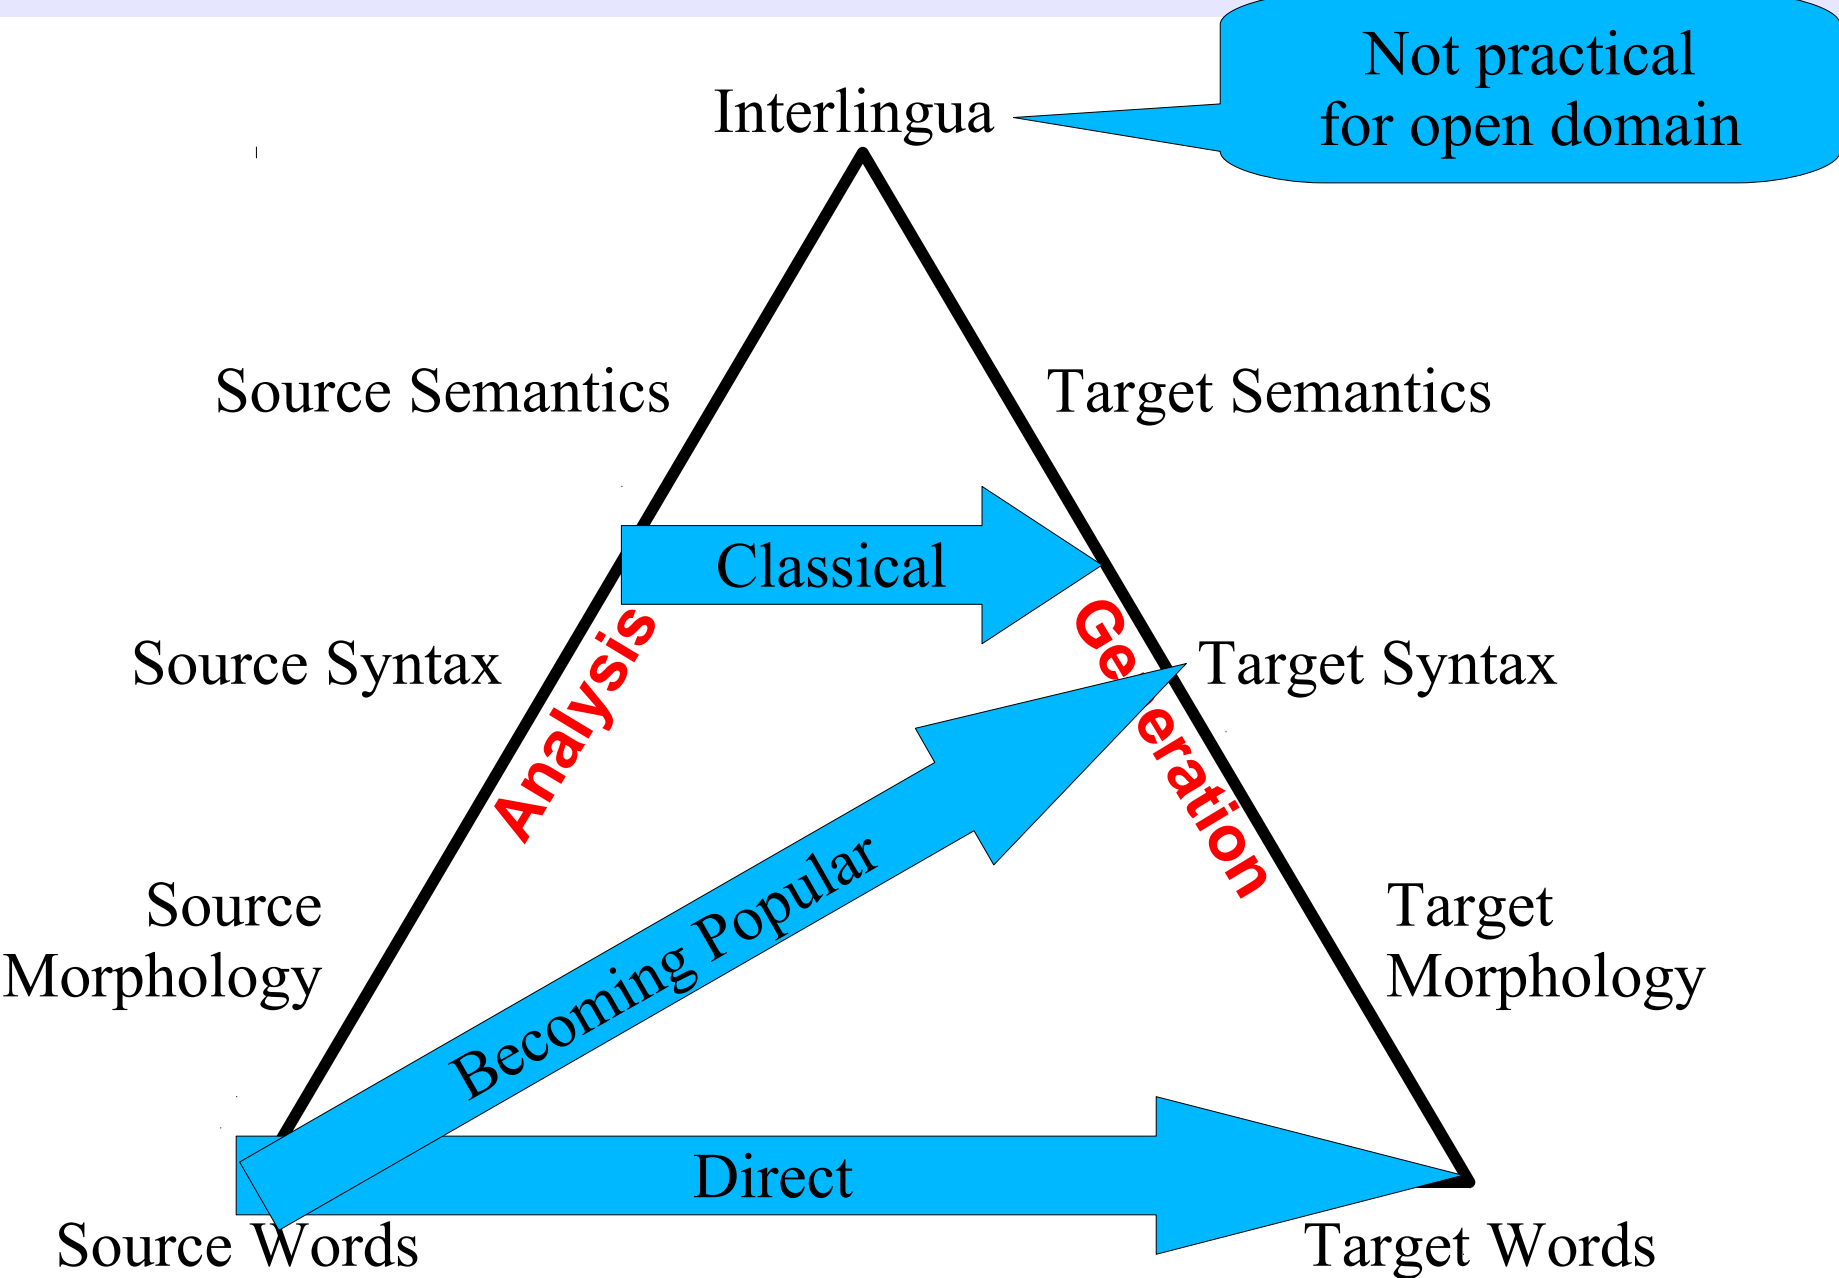 Not practical
for open domain
Interlingua
Source Semantics
Target Semantics
Classical
Analysis
Generation
Source Syntax
Target Syntax
Becoming Popular
Source
Morphology
Target
Morphology
Direct
Source Words
Target Words